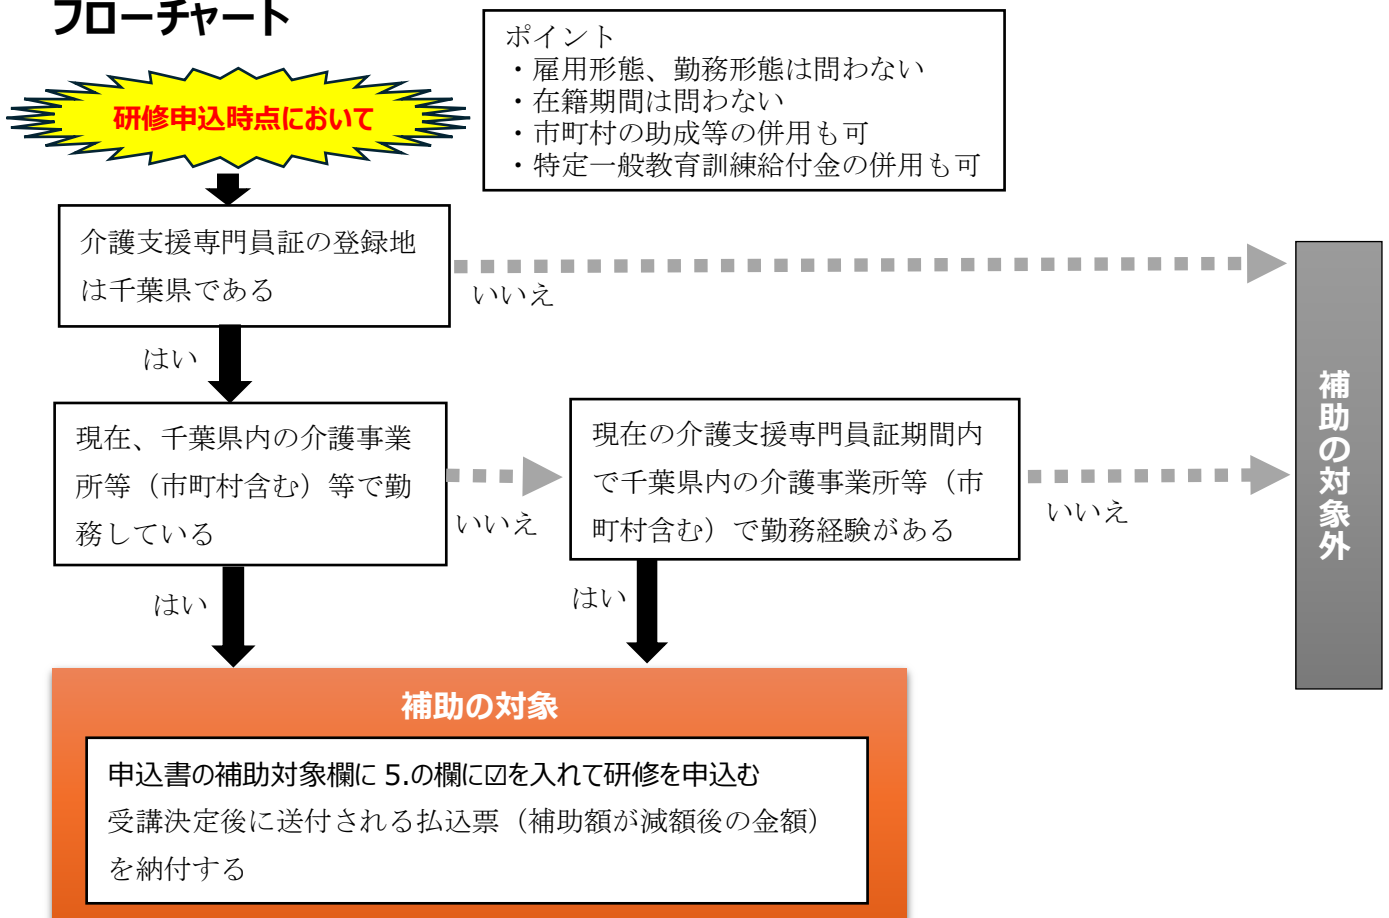 フローチャート
ポイント
・雇用形態、勤務形態は問わない
・在籍期間は問わない
・市町村の助成等の併用も可
・特定一般教育訓練給付金の併用も可
研修申込時点において
介護支援専門員証の登録地
は千葉県である
いいえ
はい
現在、千葉県内の介護事業
所等（市町村含む）等で勤
務している
いいえ
現在の介護支援専門員証期間内
で千葉県内の介護事業所等（市
町村含む）で勤務経験がある
いいえ
補助の対象外
はい
はい
補助の対象
申込書の補助対象欄に 5.の欄に☑を入れて研修を申込む
受講決定後に送付される払込票（補助額が減額後の金額）
を納付する